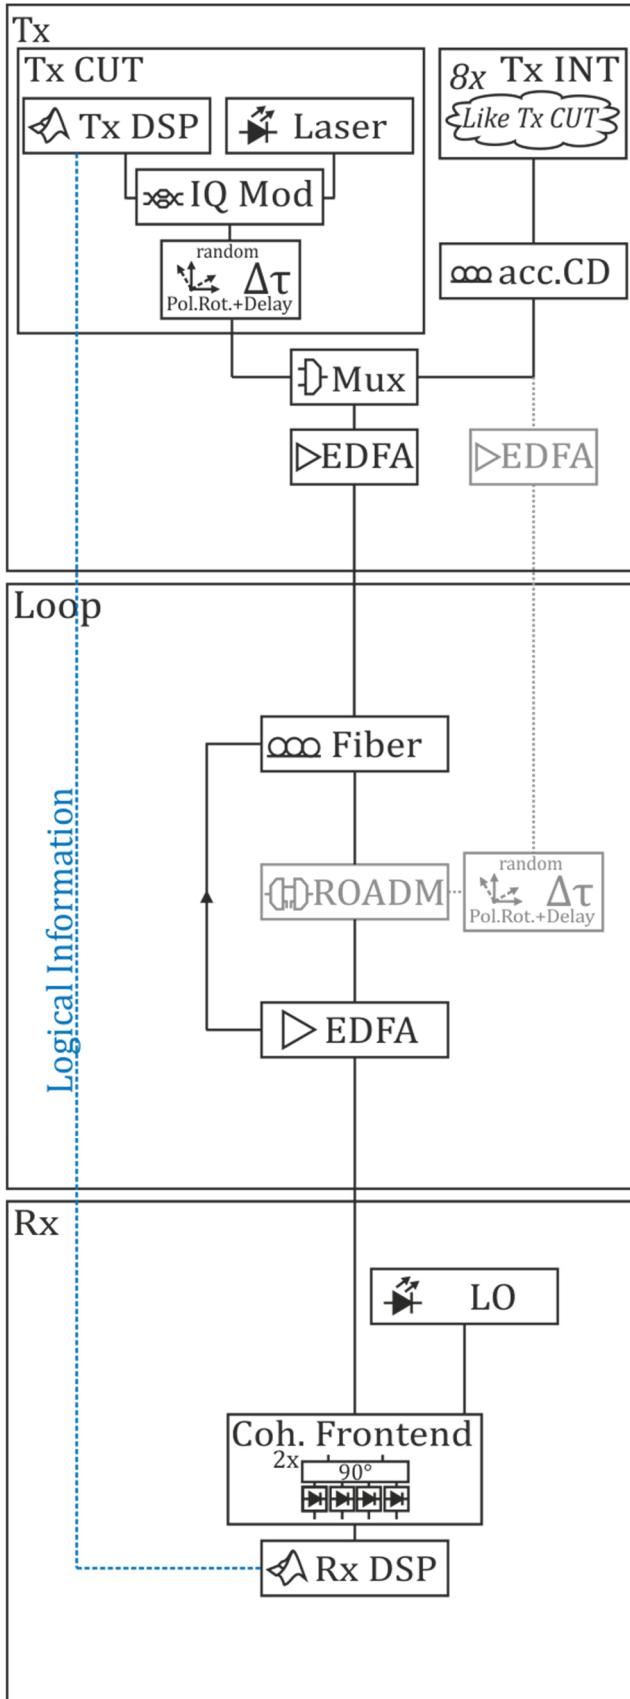 Tx
Tx CUT
Tx DSP
Laser
IQ Mod
random
Δτ
Pol.Rot.+Delay
8x Tx INT
Like Tx CUT
acc.CD
Mux
EDFA
EDFA
Loop
Fiber
ROADM
random
Δτ
Pol.Rot.+Delay
EDFA
Logical Information
Rx
LO
Coh. Frontend
2x
90°
Rx DSP